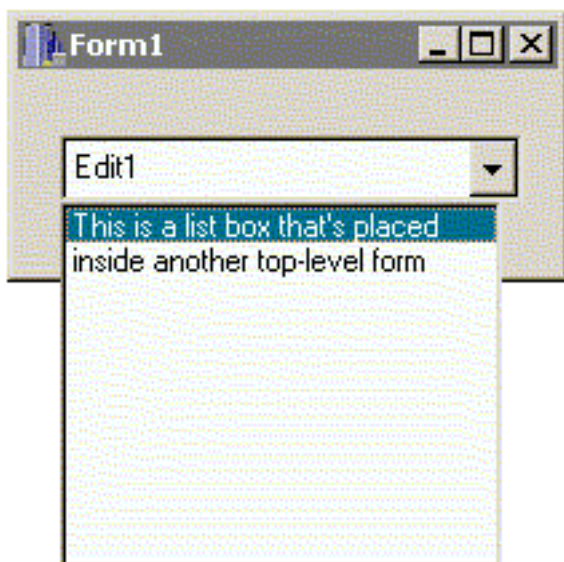 Form1
Edit1
This is a list box that's placed
inside another top-level form